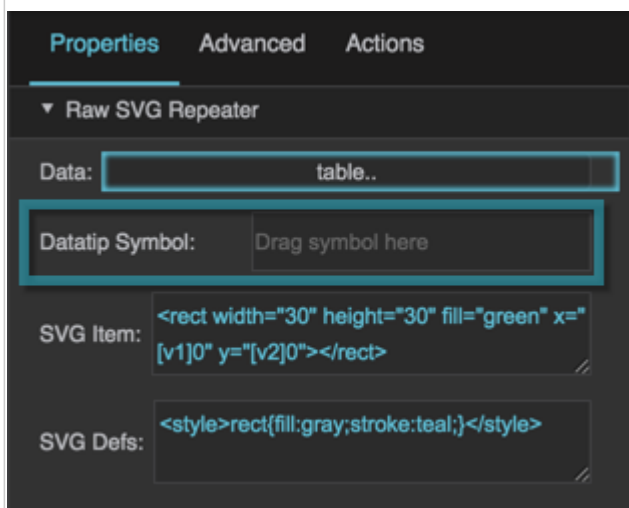 Properties Advanced Actions
▼ Raw SVG Repeater
Data: table..
Datatip Symbol: Drag symbol here
SVG Item: <rect width="30" height="30" fill="green" x="
[v1]0" y="[v2]0"></rect>
SVG Defs: <style>rect{fill:gray;stroke:teal;}</style>